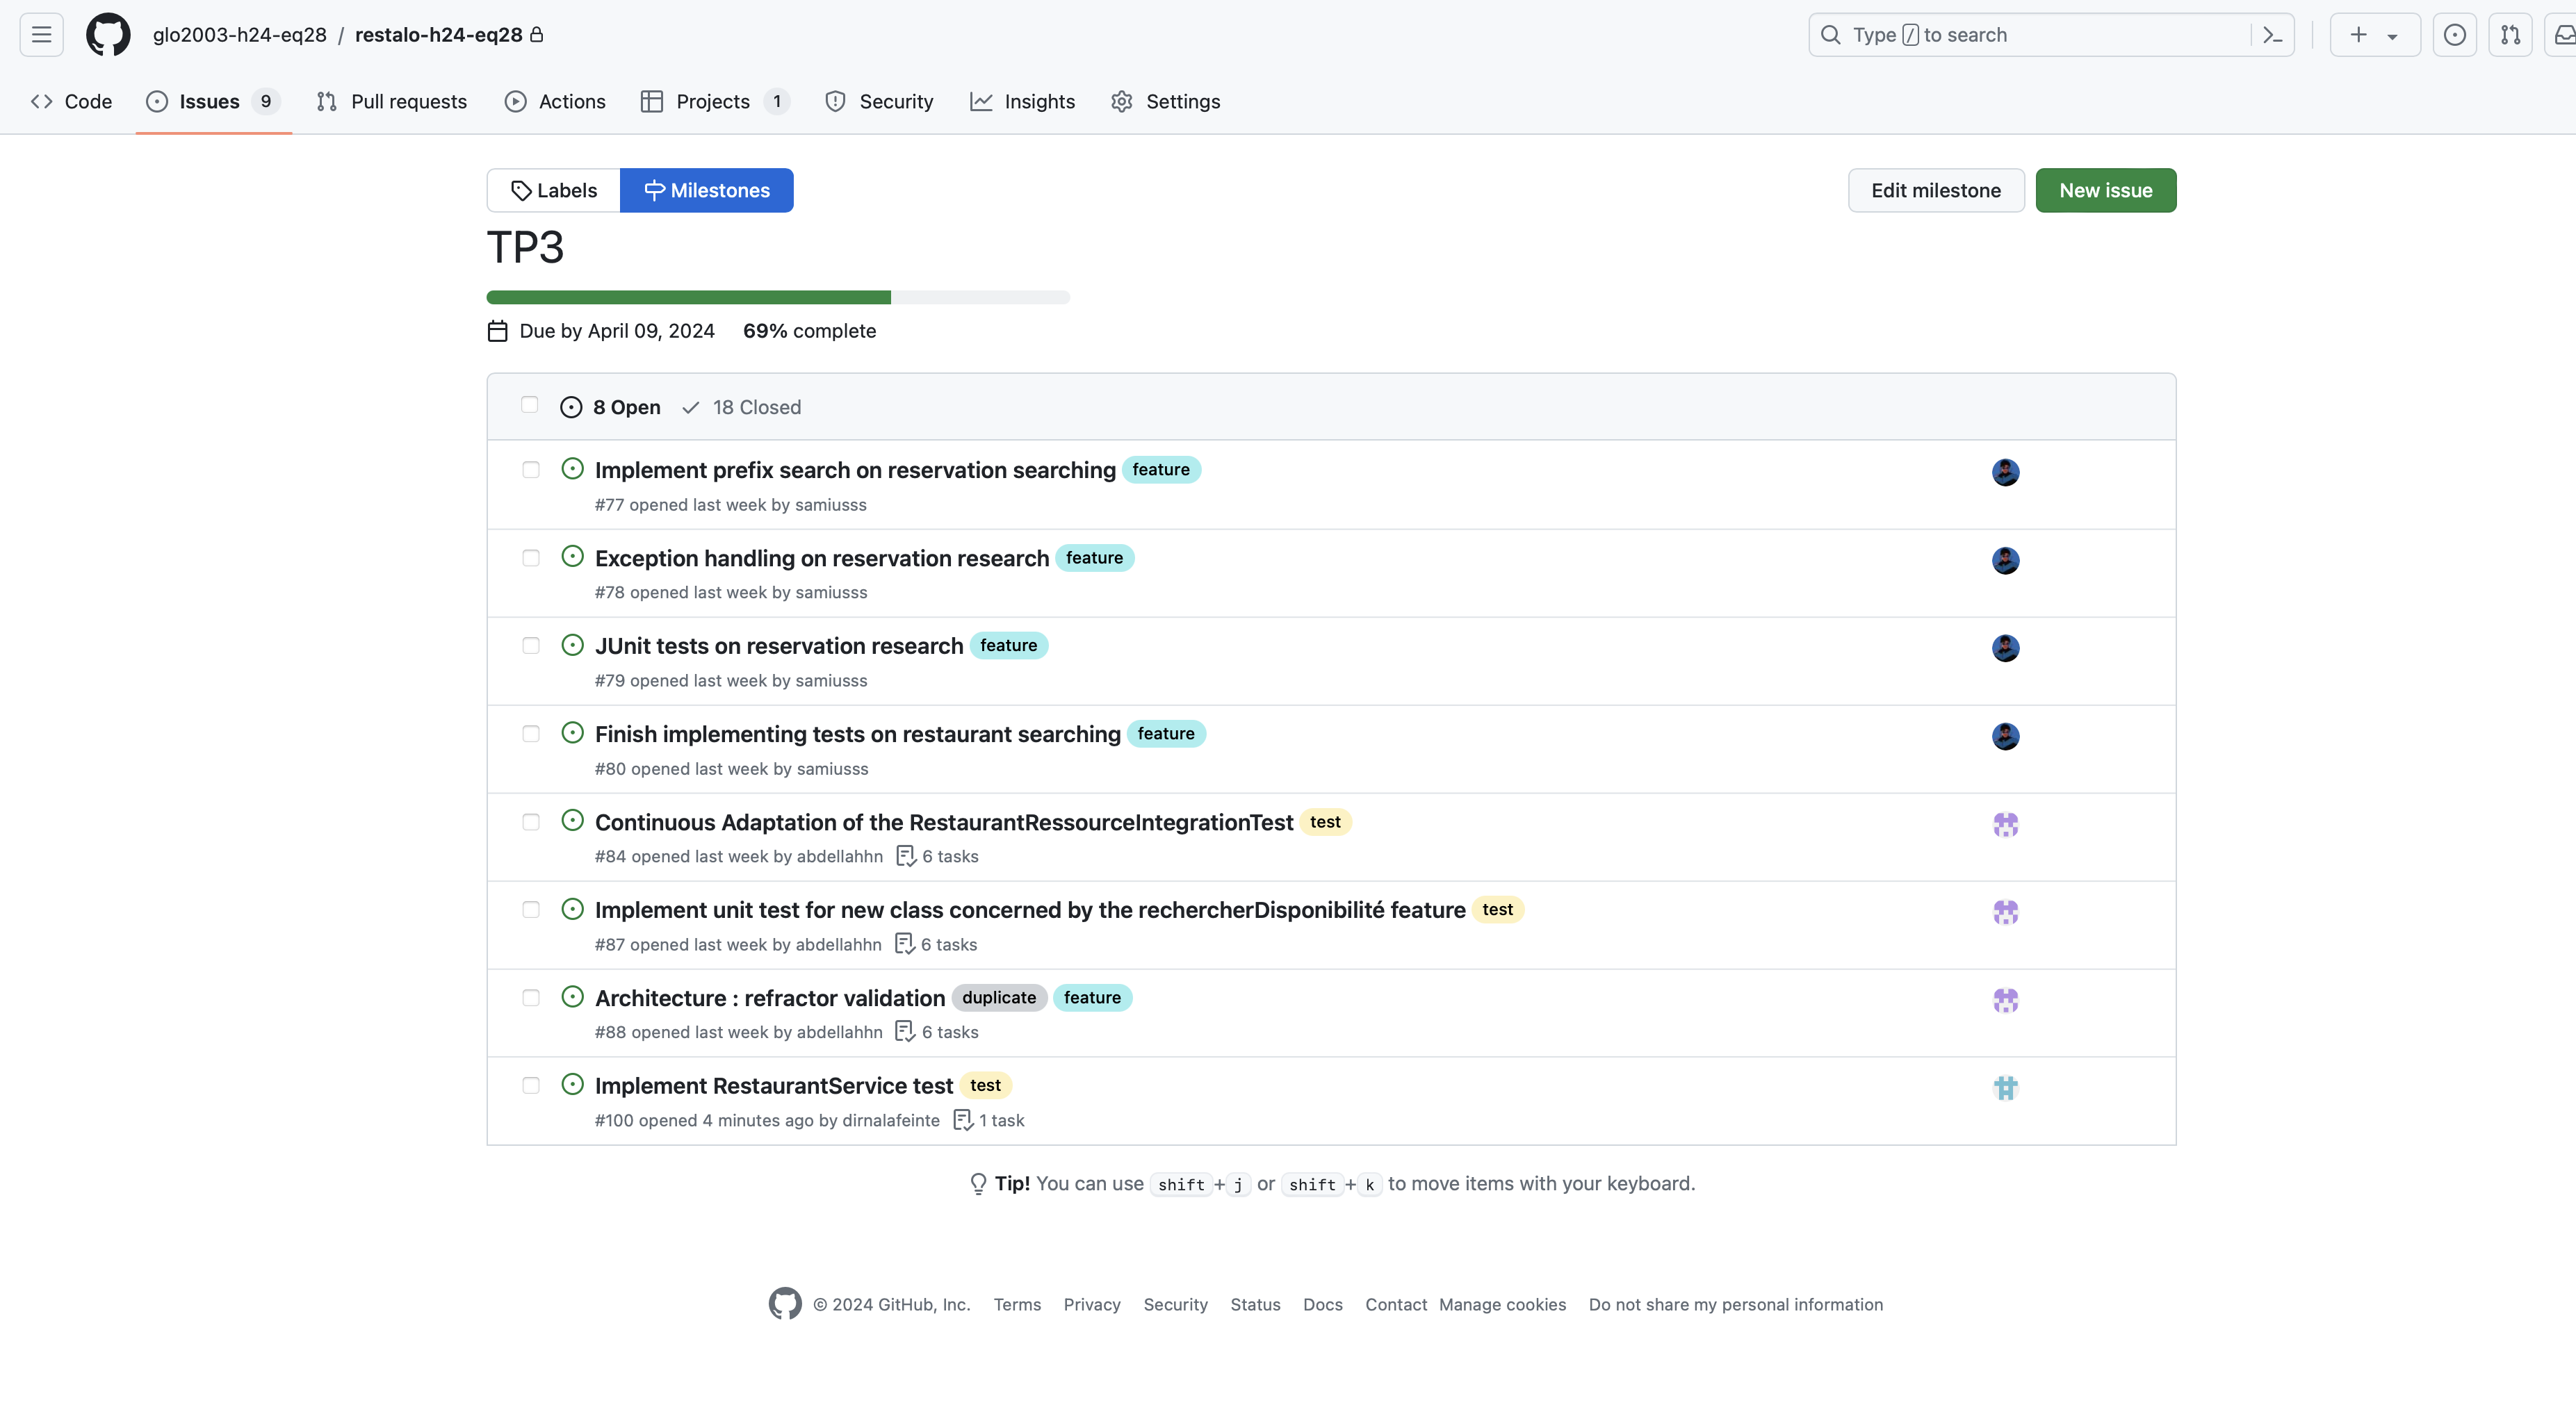 glo2003-h24-eq28 / restalo-h24-eq28
Type / to search
Code Issues 9 Pull requests Actions Projects 1 Security Insights Settings
Labels Milestones
Edit milestone New issue
TP3
Due by April 09, 2024 69% complete
8 Open 18 Closed
Implement prefix search on reservation searching feature
#77 opened last week by samiusss
Exception handling on reservation research feature
#78 opened last week by samiusss
JUnit tests on reservation research feature
#79 opened last week by samiusss
Finish implementing tests on restaurant searching feature
#80 opened last week by samiusss
Continuous Adaptation of the RestaurantRessourceIntegrationTest test
#84 opened last week by abdellahhn 6 tasks
Implement unit test for new class concerned by the rechercherDisponibilité feature test
#87 opened last week by abdellahhn 6 tasks
Architecture : refractor validation duplicate feature
#88 opened last week by abdellahhn 6 tasks
Implement RestaurantService test test
#100 opened 4 minutes ago by dirnalafeinte 1 task
Tip! You can use shift+j or shift+k to move items with your keyboard.
© 2024 GitHub, Inc. Terms Privacy Security Status Docs Contact Manage cookies Do not share my personal information